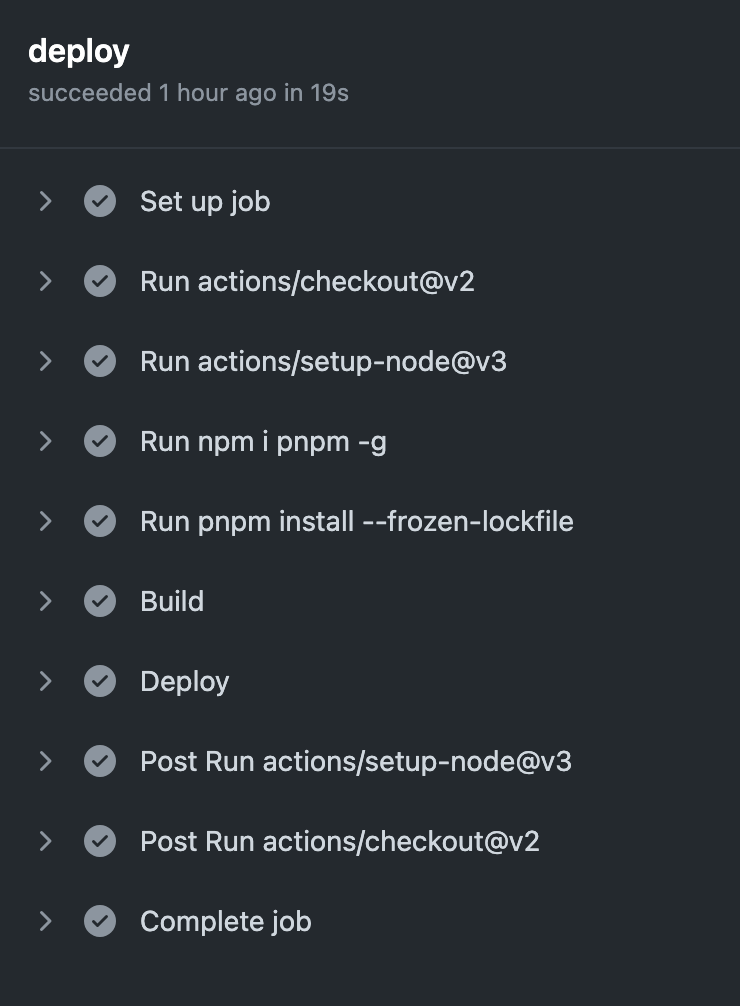 deploy
succeeded 1 hour ago in 19s
Set up job
Run actions/checkout@v2
Run actions/setup-node@v3
Run npm i pnpm -g
Run pnpm install --frozen-lockfile
Build
Deploy
Post Run actions/setup-node@v3
Post Run actions/checkout@v2
Complete job